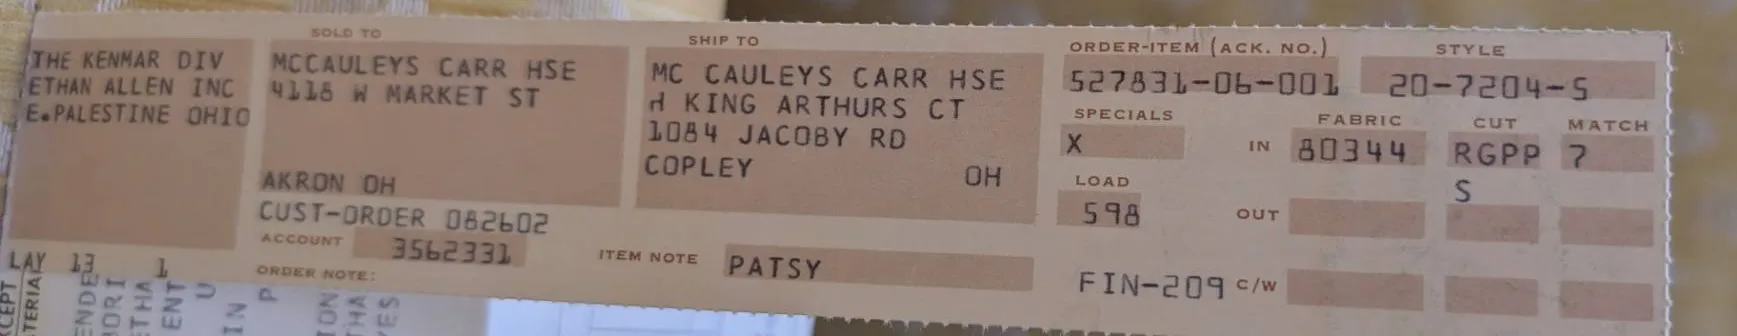 THE KENMAR DIV
ETHAN ALLEN INC
E.PALESTINE OHIO
SOLD TO
MCCAULEYS CARR HSE
4118 W MARKET ST
AKRON OH
CUST-ORDER 082602
ACCOUNT 3562331
ORDER NOTE:
SHIP TO
MC CAULEYS CARR HSE
KING ARTHURS CT
1084 JACOBY RD
COPLEY OH
ITEM NOTE PATSY
ORDER-ITEM (ACK. NO.)
527831-06-001
STYLE
20-7204-S
SPECIALS
X
FABRIC CUT MATCH
IN 80344 RGPP 7
S
LOAD
598
OUT
FIN-209 C/W
LAY 13 1